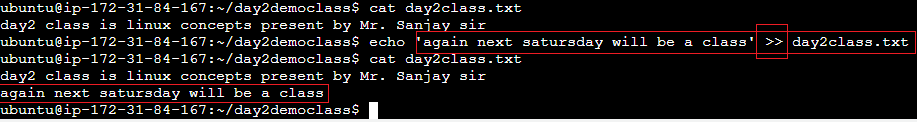 ubuntu@ip-172-31-84-167:~/day2democlass$ cat day2class.txt
day2 class is linux concepts present by Mr. Sanjay sir
ubuntu@ip-172-31-84-167:~/day2democlass$ echo 'again next satursday will be a class' >> day2class.txt
ubuntu@ip-172-31-84-167:~/day2democlass$ cat day2class.txt
day2 class is linux concepts present by Mr. Sanjay sir
again next satursday will be a class
ubuntu@ip-172-31-84-167:~/day2democlass$